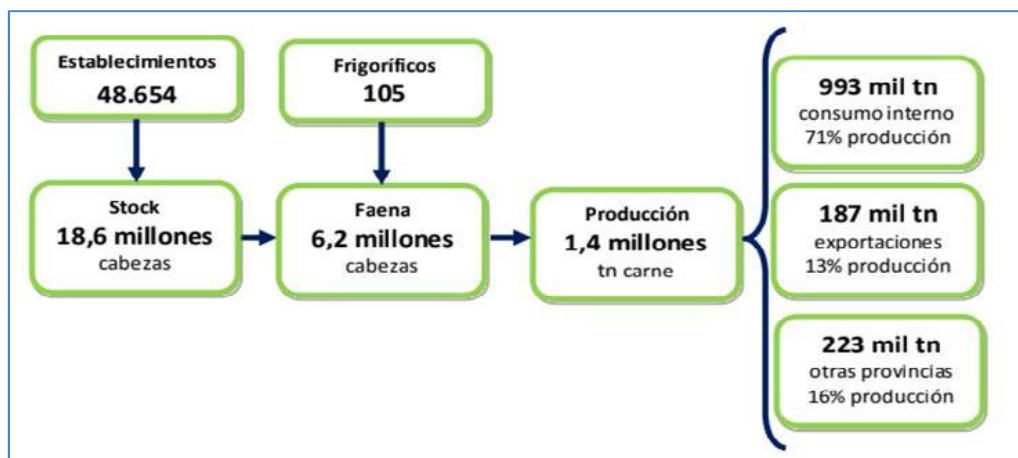 Establecimientos
48.654
Frigoríficos
105
Stock
18,6 millones
cabezas
Faena
6,2 millones
cabezas
Producción
1,4 millones
tn carne
993 mil tn
consumo interno
71% producción
187 mil tn
exportaciones
13% producción
223 mil tn
otras provincias
16% producción